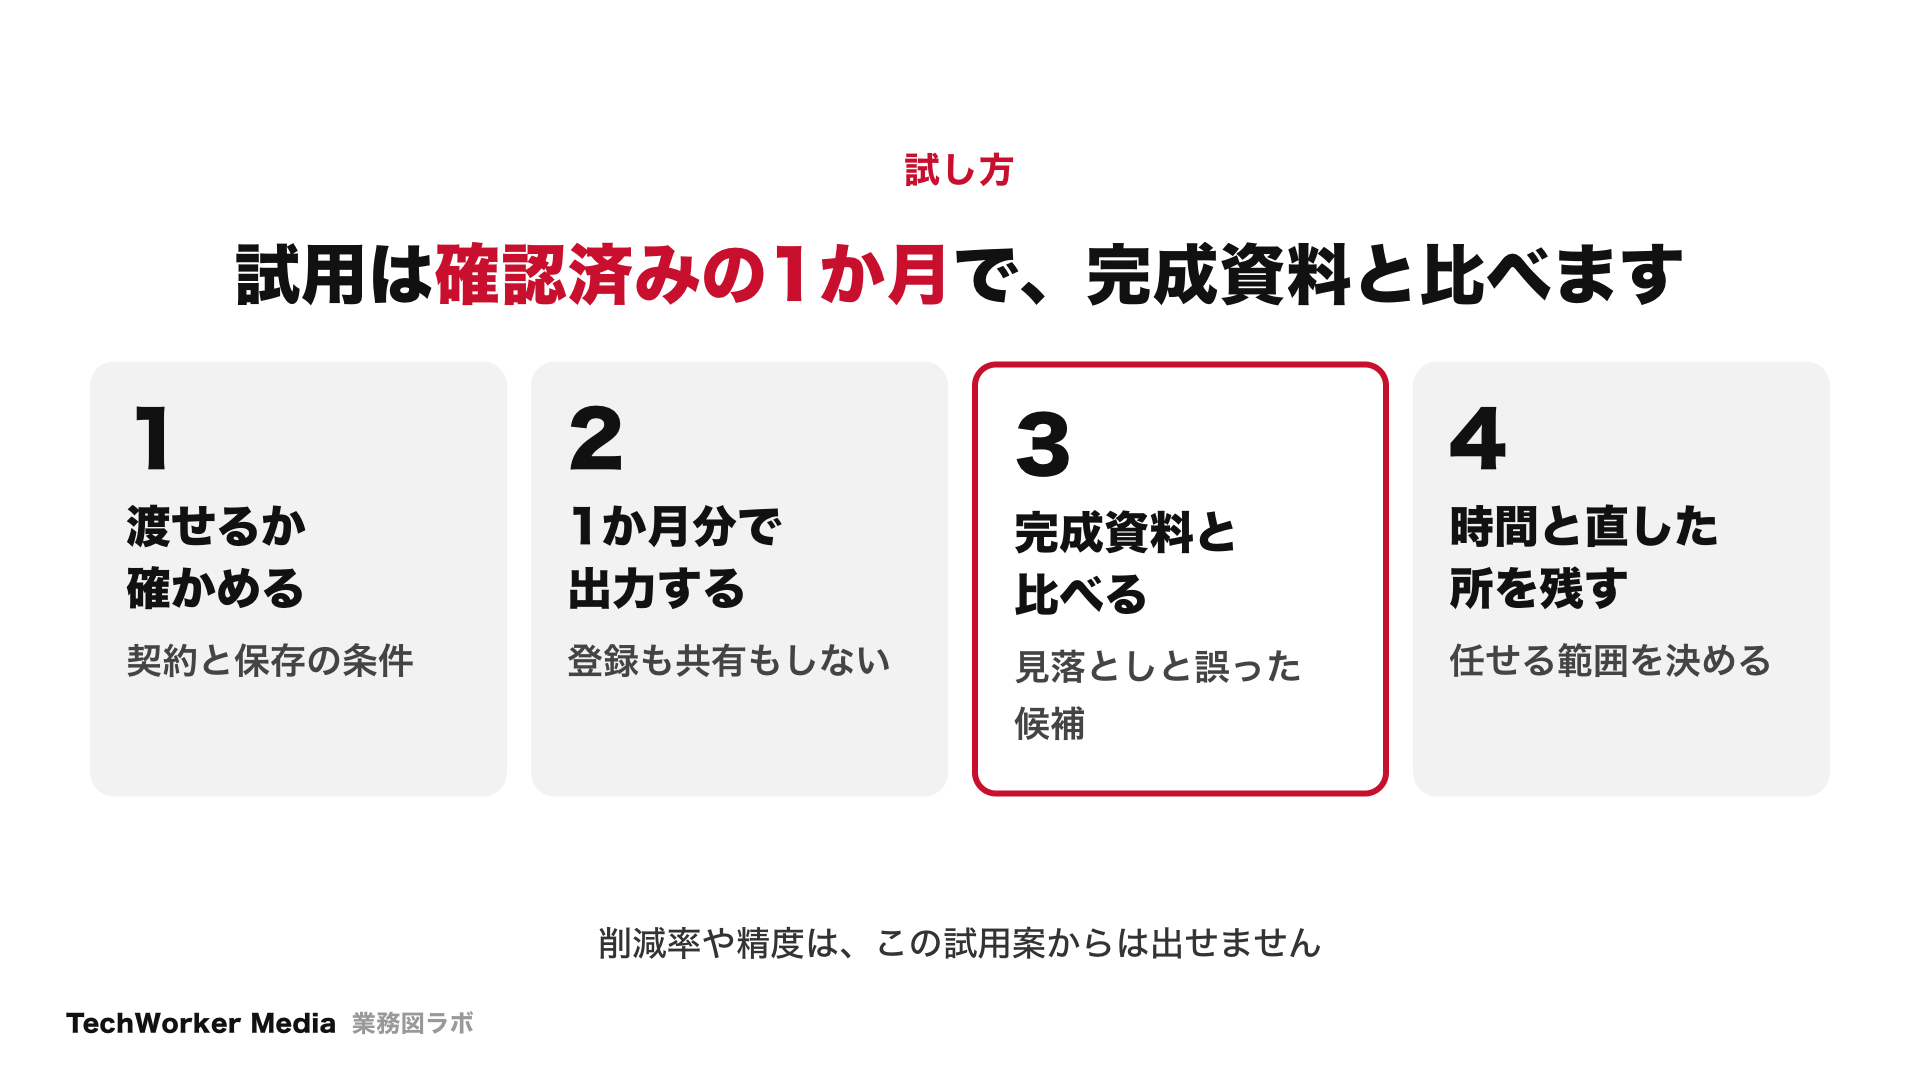 試し方
試用は確認済みの1か月で、完成資料と比べます
1
渡せるか
確かめる
契約と保存の条件
2
1か月分で
出力する
登録も共有もしない
3
完成資料と
比べる
見落としと誤った
候補
4
時間と直した
所を残す
任せる範囲を決める
削減率や精度は、この試用案からは出せません
TechWorker Media 業務図ラボ